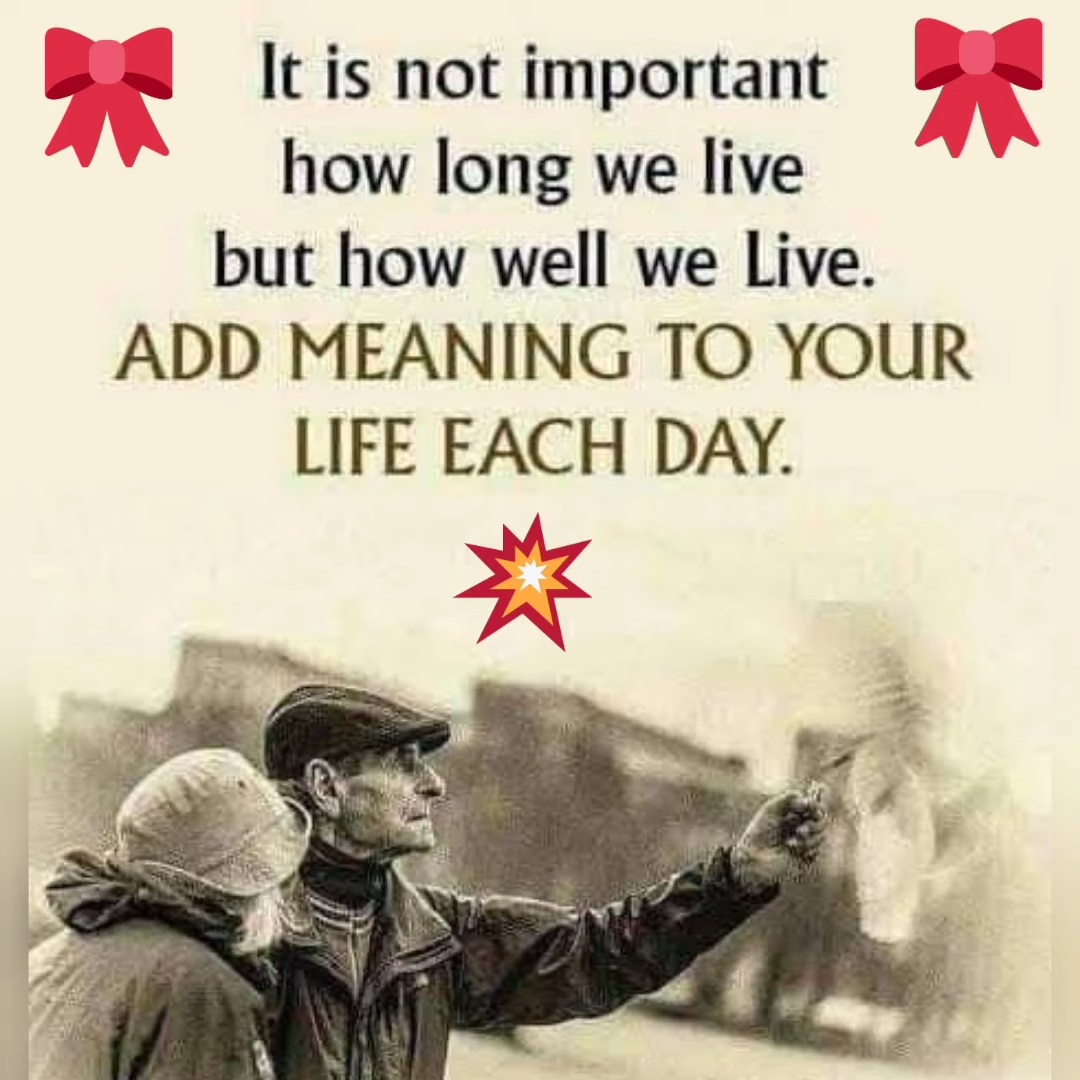 It is not important
how long we live
but how well we Live.
ADD MEANING TO YOUR
LIFE EACH DAY.